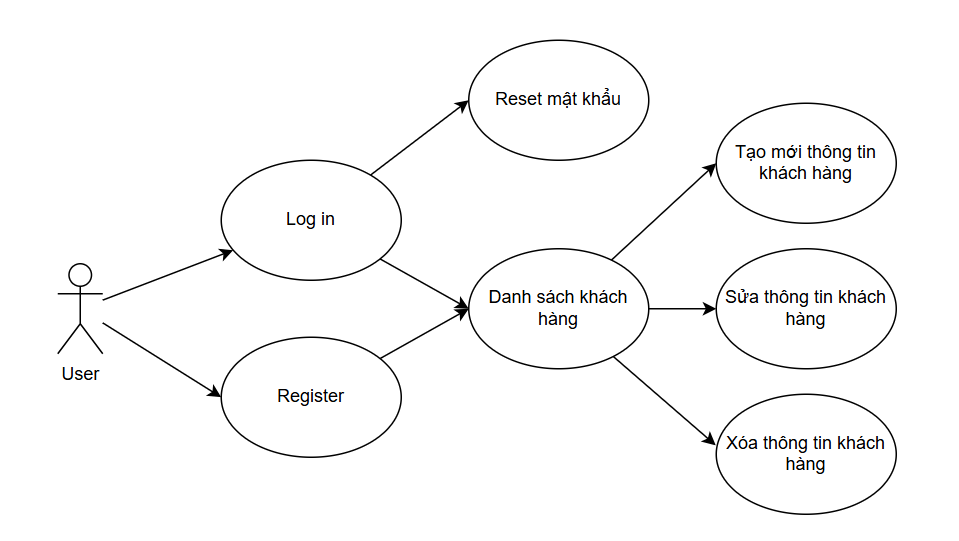 Reset mật khẩu
Tạo mới thông tin
khách hàng
Log in
Danh sách khách
hàng
Sửa thông tin khách
hàng
User
Register
Xóa thông tin khách
hàng